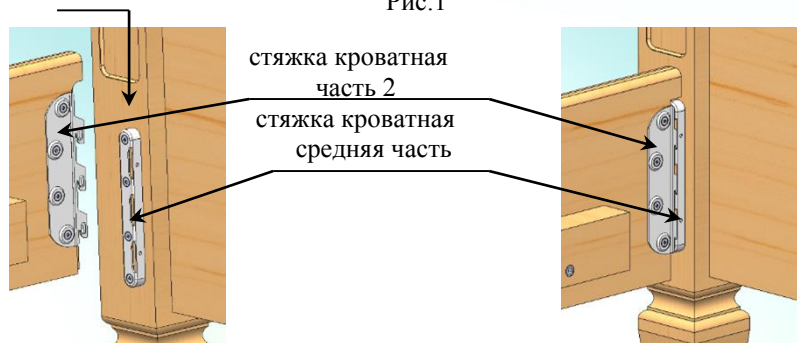 Рис.1
стяжка кроватная
часть 2
стяжка кроватная
средняя часть